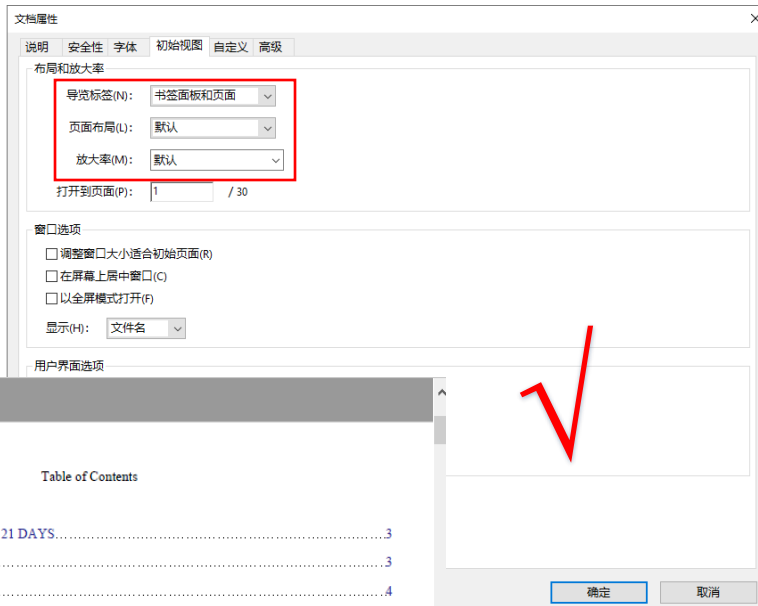 文档属性
说明 安全性 字体 初始视图 自定义 高级
布局和放大率
导览标签(N): 书签面板和页面
页面布局(L): 默认
放大率(M): 默认
打开到页面(P): 1 / 30
窗口选项
调整窗口大小适合初始页面(R)
在屏幕上居中窗口(C)
以全屏模式打开(F)
显示(H): 文件名
用户界面选项
Table of Contents
21 DAYS.......................................................................3
.......................................................................3
.......................................................................4
确定 取消